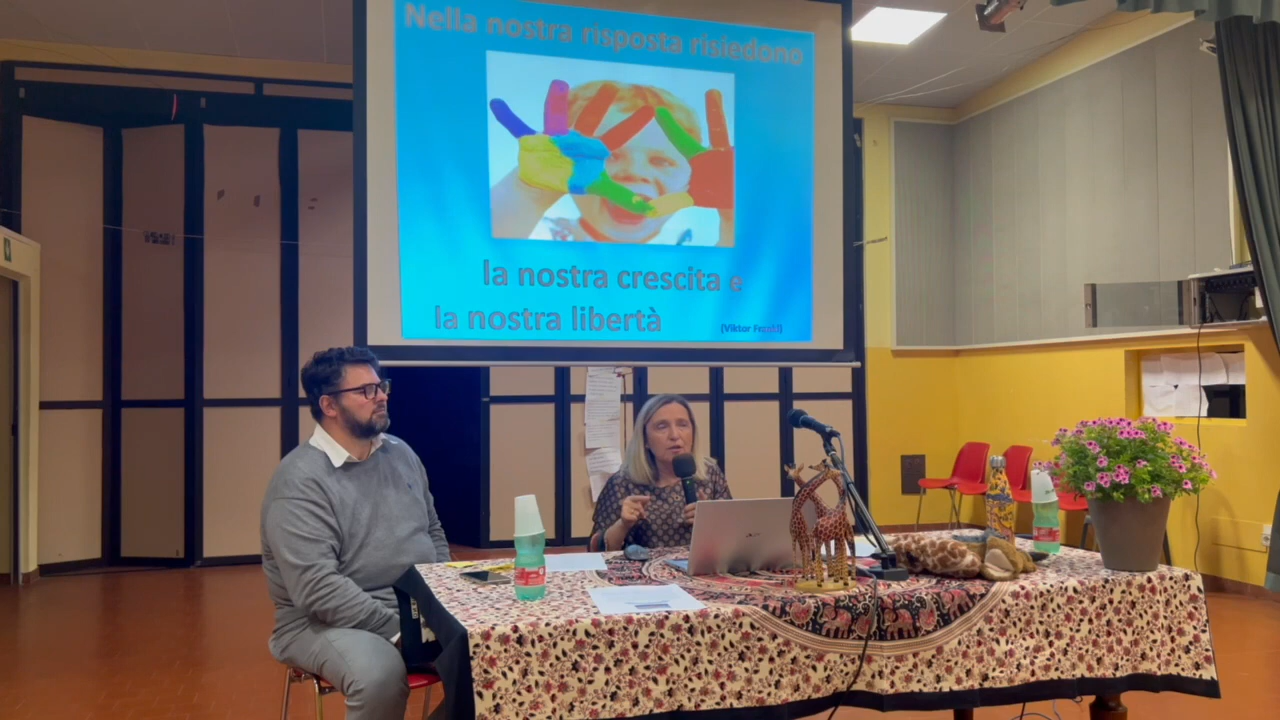 Nella nostra risposta risiedono
la nostra crescita e
la nostra libertà
(Viktor Frankl)